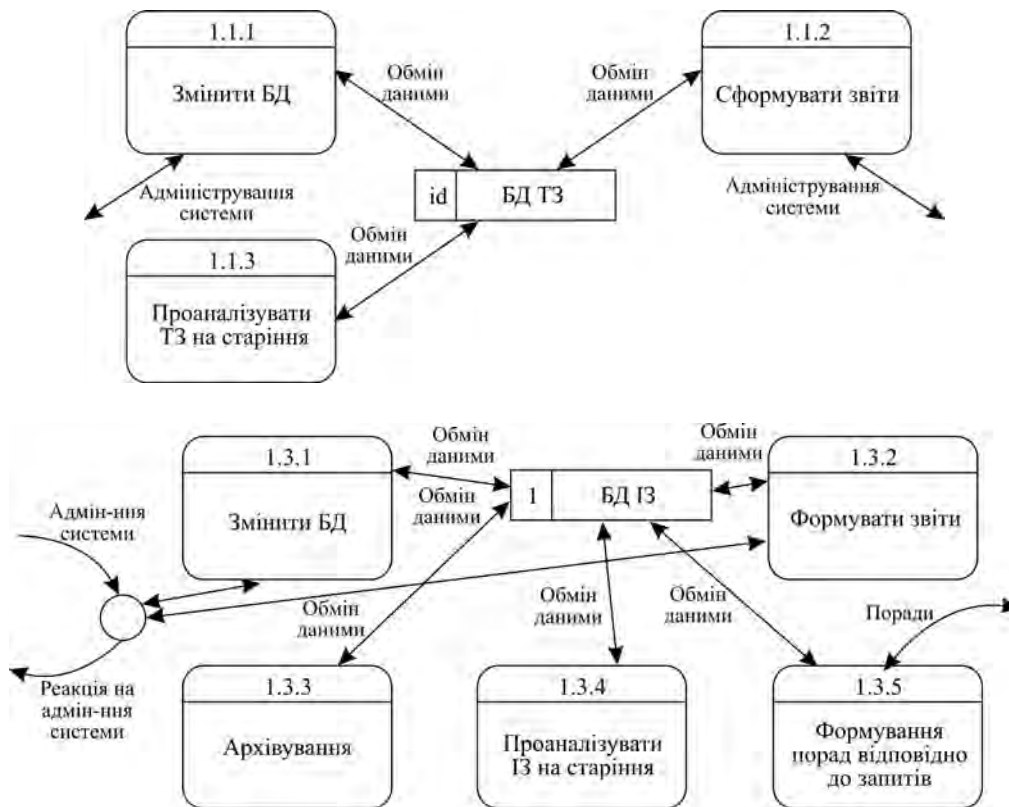 1.1.1
Змінити БД
Обмін
даними
Обмін
даними
1.1.2
Сформувати звіти
Адміністрування
системи
id
БД ТЗ
Адміністрування
системи
1.1.3
Проаналізувати
ТЗ на старіння
Обмін
даними
1.3.1
Змінити БД
Обмін
даними
Обмін
даними
1
БД ІЗ
Обмін
даними
1.3.2
Формувати звіти
Адмін-ння
системи
Обмін
даними
Обмін
даними
Обмін
даними
Поради
Реакція на
адмін-ння
системи
1.3.3
Архівування
1.3.4
Проаналізувати
ІЗ на старіння
1.3.5
Формування
порад відповідно
до запитів